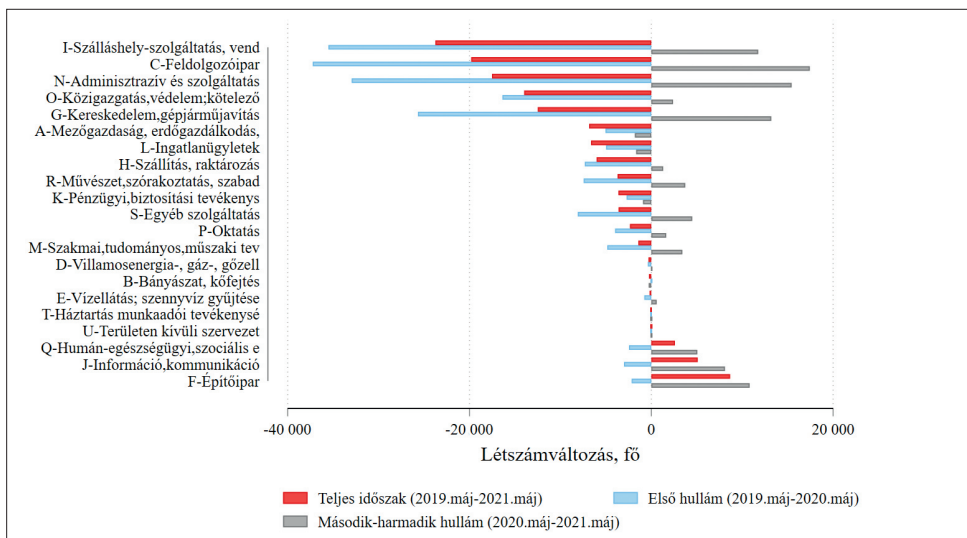 I-Szálláshely-szolgáltatás, vend
C-Feldolgozóipar
N-Adminisztrazív és szolgáltatás
O-Közigazgatás,védelem;kötelező
G-Kereskedelem,gépjárműjavítás
A-Mezőgazdaság, erdőgazdálkodás,
L-Ingatlanügyletek
H-Szállítás, raktározás
R-Művészet,szórakoztatás, szabad
K-Pénzügyi,biztosítási tevékenys
S-Egyéb szolgáltatás
P-Oktatás
M-Szakmai,tudományos,műszaki tev
D-Villamosenergia-, gáz-, gőzell
B-Bányászat, kőfejtés
E-Vízellátás; szennyvíz gyűjtése
T-Háztartás munkaadói tevékenysé
U-Területen kívüli szervezet
Q-Humán-egészségügyi,szociális e
J-Információ,kommunikáció
F-Építőipar
-40 000 -20 000 0 20 000
Létszámváltozás, fő
Teljes időszak (2019.máj-2021.máj) Első hullám (2019.máj-2020.máj)
Második-harmadik hullám (2020.máj-2021.máj)